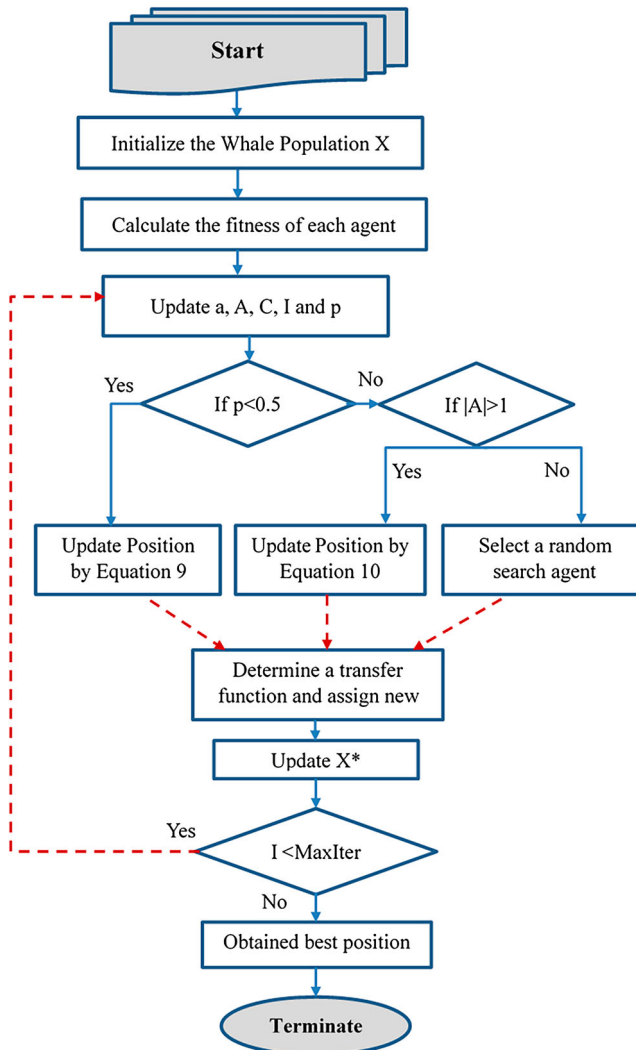 Start
Initialize the Whale Population X
Calculate the fitness of each agent
Update a, A, C, I and p
Yes
If p<0.5
No
If |A|>1
Yes
No
Update Position
by Equation 9
Update Position by
Equation 10
Select a random
search agent
Determine a transfer
function and assign new
Update X*
Yes
I <MaxIter
No
Obtained best position
Terminate